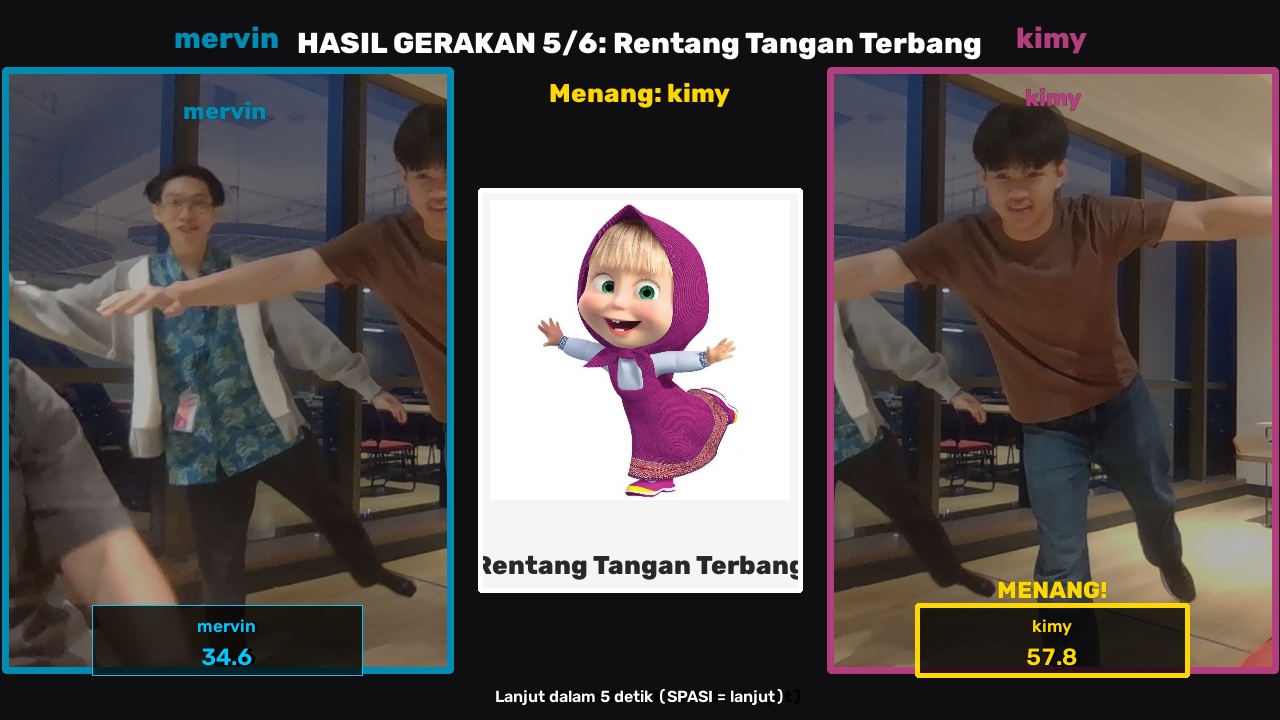 mervin
HASIL GERAKAN 5/6: Rentang Tangan Terbang
kimy
Menang: kimy
mervin
kimy
Rentang Tangan Terbang
MENANG!
mervin
34.6
kimy
57.8
Lanjut dalam 5 detik (SPASI = lanjut)